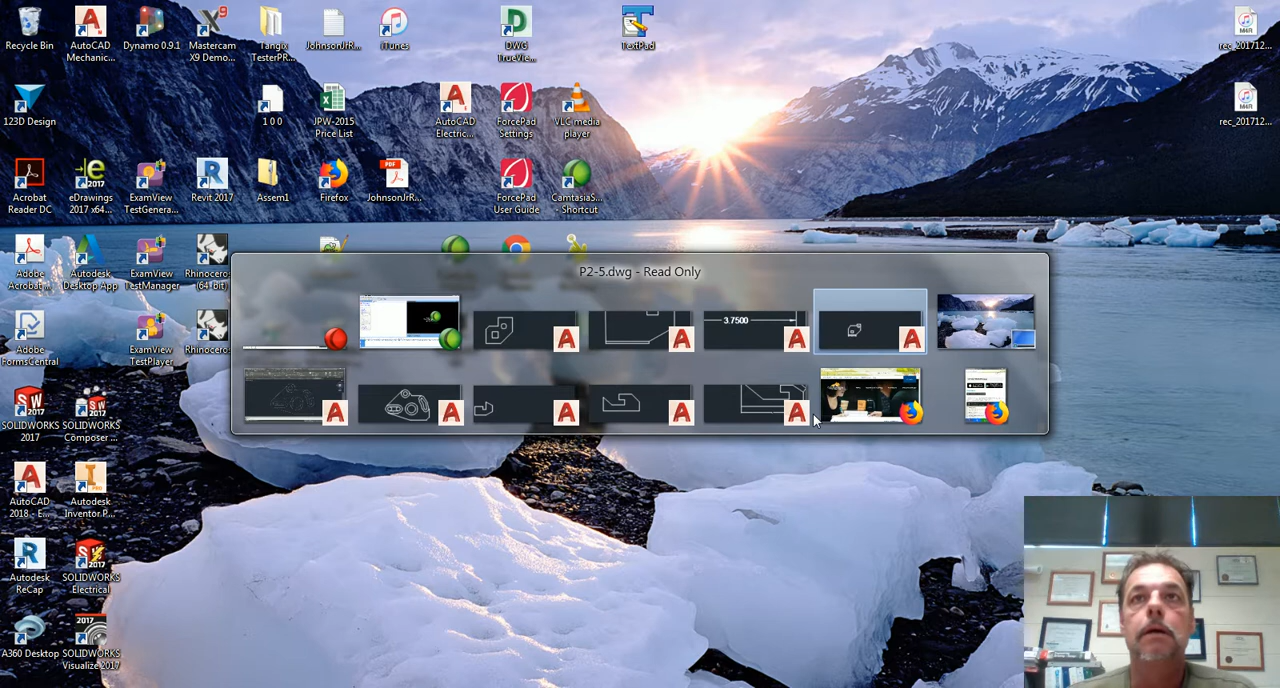 Recycle Bin
AutoCAD
Mechanic...
Dynamo 0.9.1
Mastercam
X9 Demo...
Tangix
TesterPR...
JohnsonJrR...
iTunes
DWG
TrueVie...
TextPad
rec_201712...
123D Design
1 0 0
JPW-2015
Price List
AutoCAD
Electric...
ForcePad
Settings
VLC media
player
rec_201712...
Acrobat
Reader DC
eDrawings
2017 x64...
ExamView
TestGenera...
Revit 2017
Assem1
Firefox
JohnsonJrR...
ForcePad
User Guide
CamtasiaS...
- Shortcut
Adobe
Acrobat ...
Autodesk
Desktop App
ExamView
TestManager
Rhinoceros
(64-bit)
P2-5.dwg - Read Only
3.7500
Adobe
FormsCentral
ExamView
TestPlayer
Rhinoceros
SOLIDWORKS
2017
SOLIDWORKS
Composer ...
AutoCAD
2018 - E...
Autodesk
Inventor P...
Autodesk
ReCap
SOLIDWORKS
Electrical
A360 Desktop
SOLIDWORKS
Visualize 2017